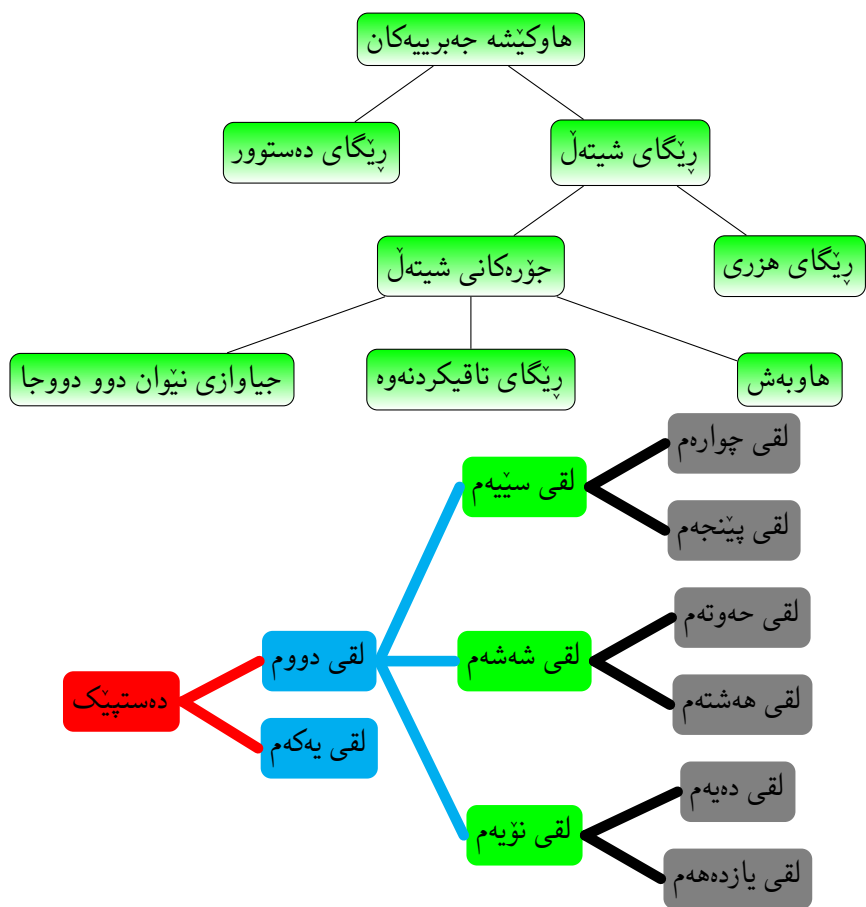 هاوکێشە جەبرییەکان
ڕێگای شیتەڵ
ڕێگای دەستوور
ڕێگای هزری
جۆرەکانی شیتەڵ
هاوبەش
ڕێگای تاقیکردنەوە
جیاوازی نێوان دوو دووجا
لقی چوارەم
لقی سێیەم
لقی پێنجەم
لقی حەوتەم
لقی دووم
لقی شەشەم
دەستپێک
لقی هەشتەم
لقی یەکەم
لقی دەیەم
لقی نۆیەم
لقی یازدەهەم